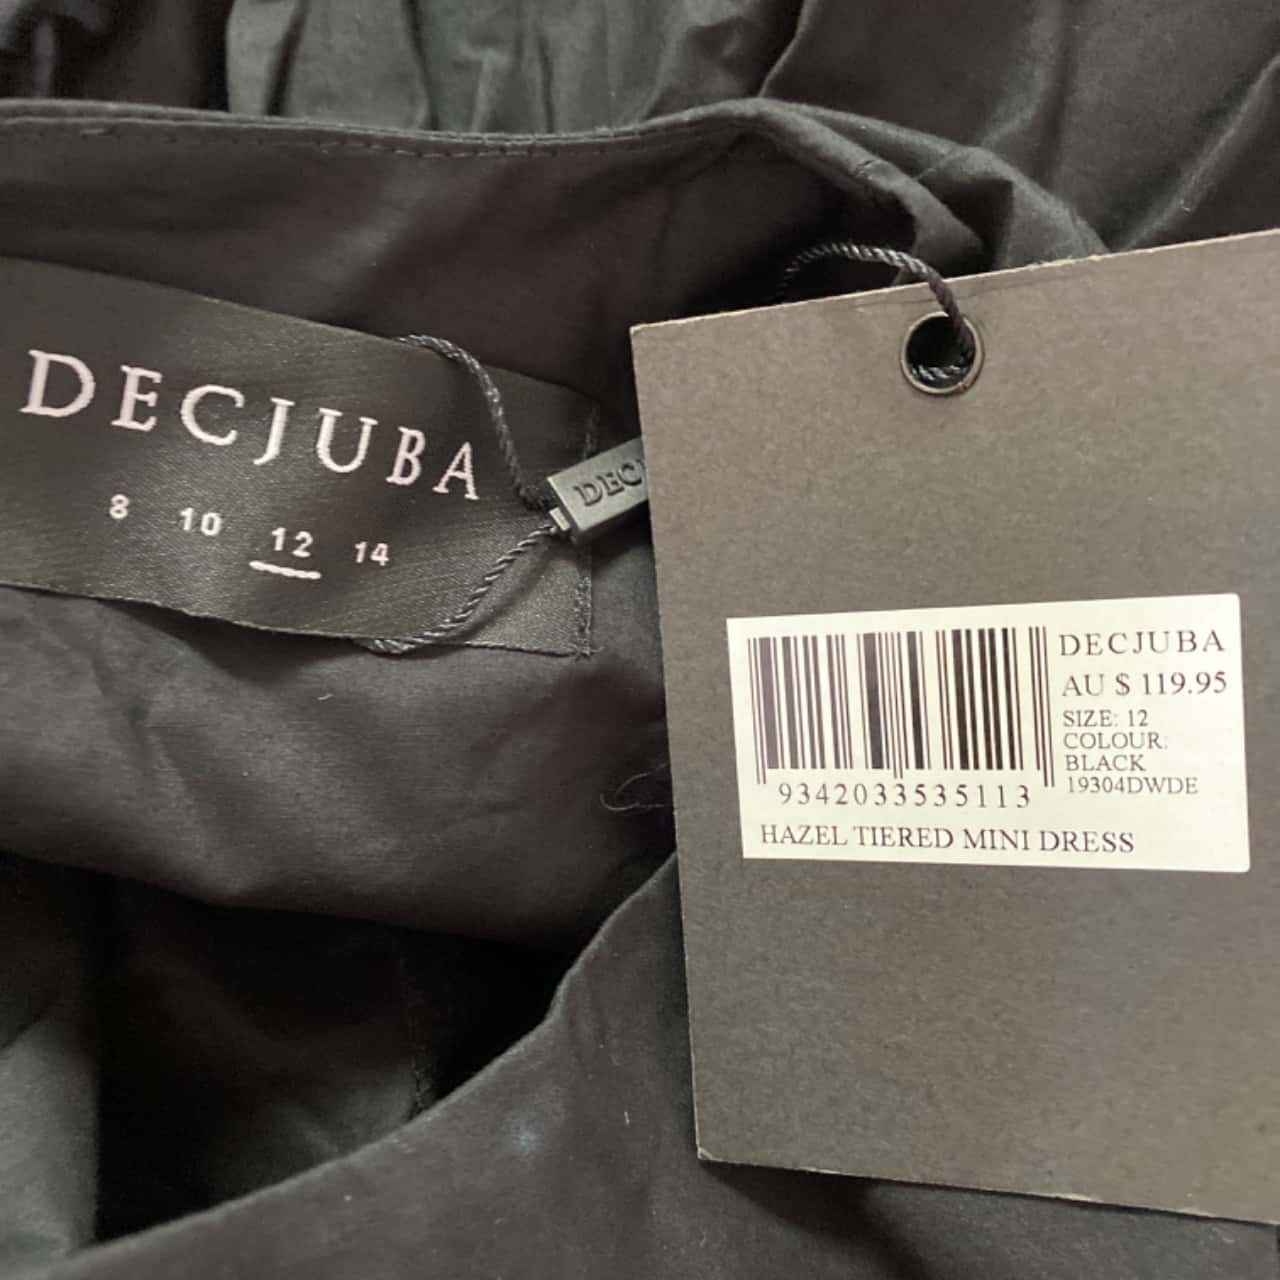 DECJUBA
8 10 12 14
DECJ
DECJUBA
AU $ 119.95
SIZE: 12
COLOUR:
BLACK
19304DWDE
9342033535113
HAZEL TIERED MINI DRESS